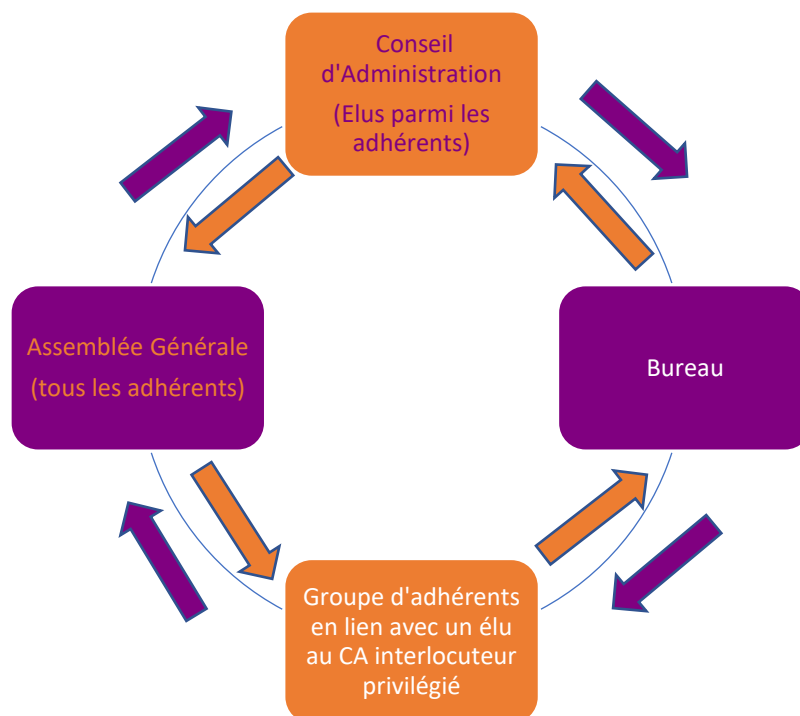 Conseil
d'Administration
(Elus parmi les
adhérents)
Assemblée Générale
(tous les adhérents)
Bureau
Groupe d'adhérents
en lien avec un élu
au CA interlocuteur
privilégié